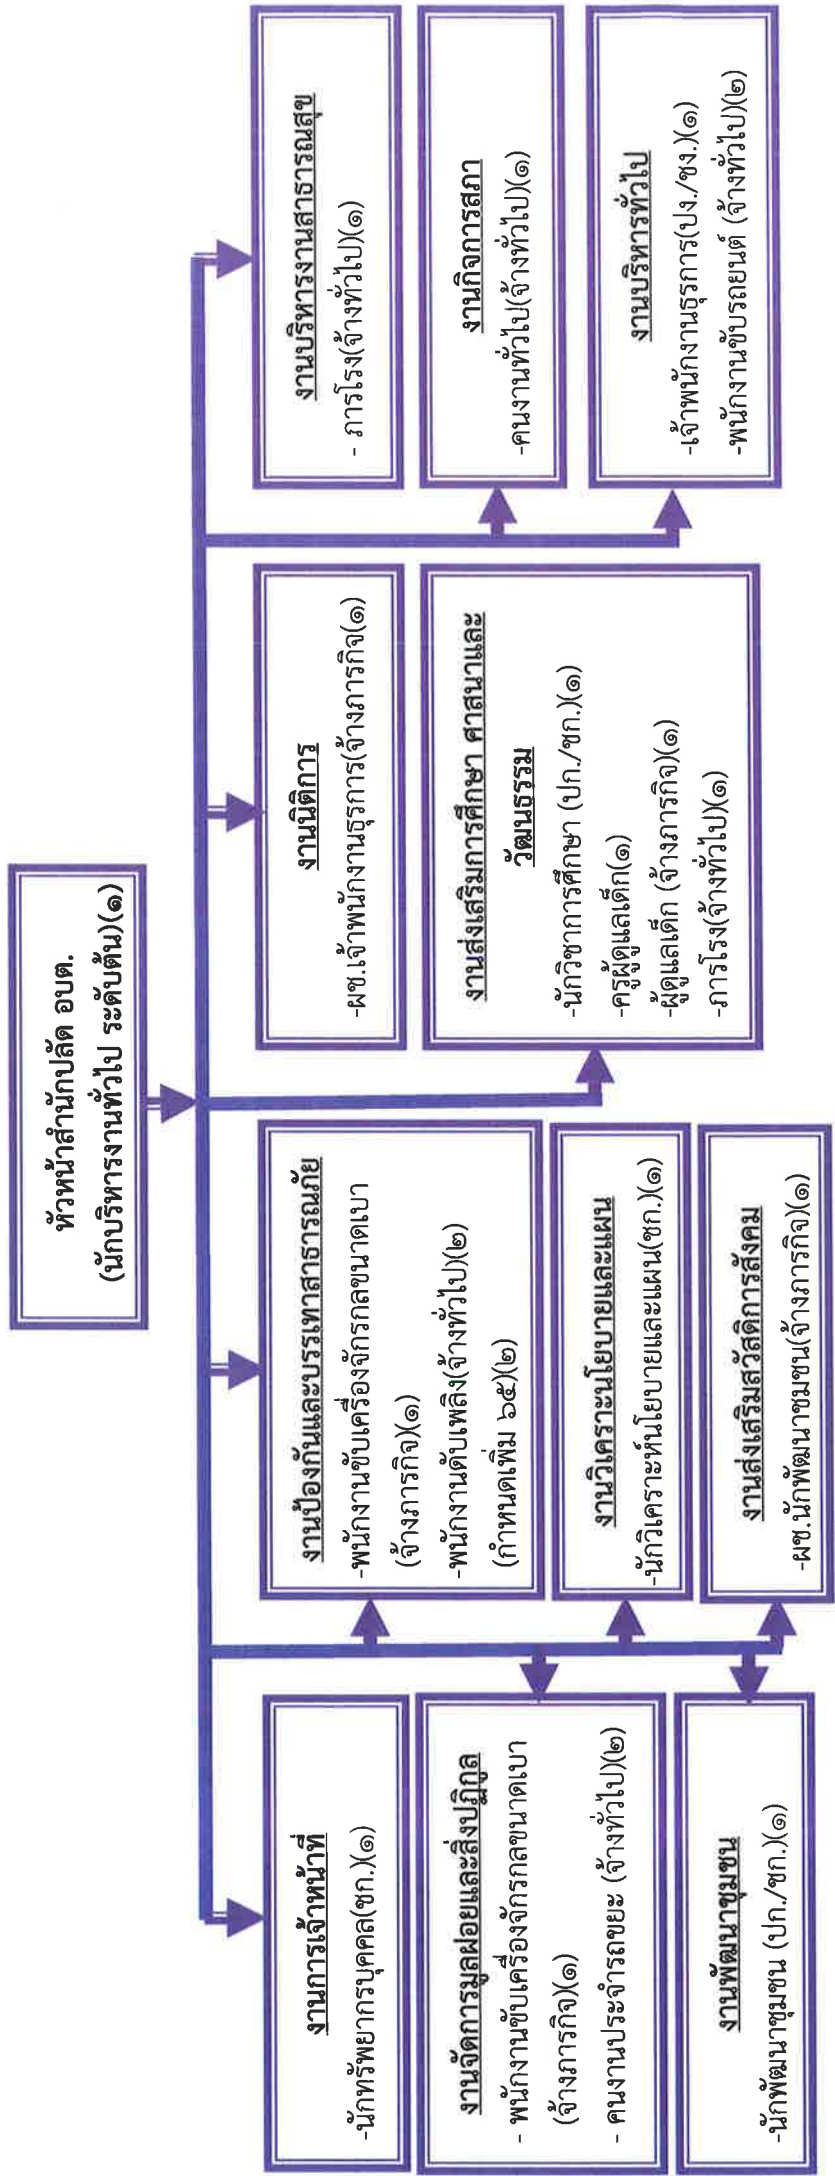 หัวหน้าสำนักปลัด อบต.
(นักบริหารงานทั่วไป ระดับต้น)(๑)
งานการเจ้าหน้าที่
-นักทรัพยากรบุคคล(ชก.)(๑)
งานป้องกันและบรรเทาสาธารณภัย
-พนักงานขับเครื่องจักรกลขนาดเบา
(จ้างภารกิจ)(๑)
-พนักงานดับเพลิง(จ้างทั่วไป)(๒)
(กำหนดเพิ่ม ๖๕)(๒)
งานนิติการ
-ผช.เจ้าพนักงานธุรการ(จ้างภารกิจ(๑)
งานบริหารงานสาธารณสุข
- ภารโรง(จ้างทั่วไป)(๑)
งานจัดการมูลฝอยและสิ่งปฏิกูล
- พนักงานขับเครื่องจักรกลขนาดเบา
(จ้างภารกิจ)(๑)
- คนงานประจำรถขยะ (จ้างทั่วไป)(๒)
งานวิเคราะนโยบายและแผน
-นักวิเคราะห์นโยบายและแผน(ชก.)(๑)
งานส่งเสริมการศึกษา ศาสนาและ
วัฒนธรรม
-นักวิชาการศึกษา (ปก./ชก.)(๑)
-ครูผู้ดูแลเด็ก(๑)
-ผู้ดูแลเด็ก (จ้างภารกิจ)(๑)
-ภารโรง(จ้างทั่วไป)(๑)
งานกิจการสภา
-คนงานทั่วไป(จ้างทั่วไป)(๑)
งานพัฒนาชุมชน
-นักพัฒนาชุมชน (ปก./ชก.)(๑)
งานส่งเสริมสวัสดิการสังคม
-ผช.นักพัฒนาชุมชน(จ้างภารกิจ)(๑)
งานบริหารทั่วไป
-เจ้าพนักงานธุรการ(ปง./ชง.)(๑)
-พนักงานขับรถยนต์ (จ้างทั่วไป)(๒)